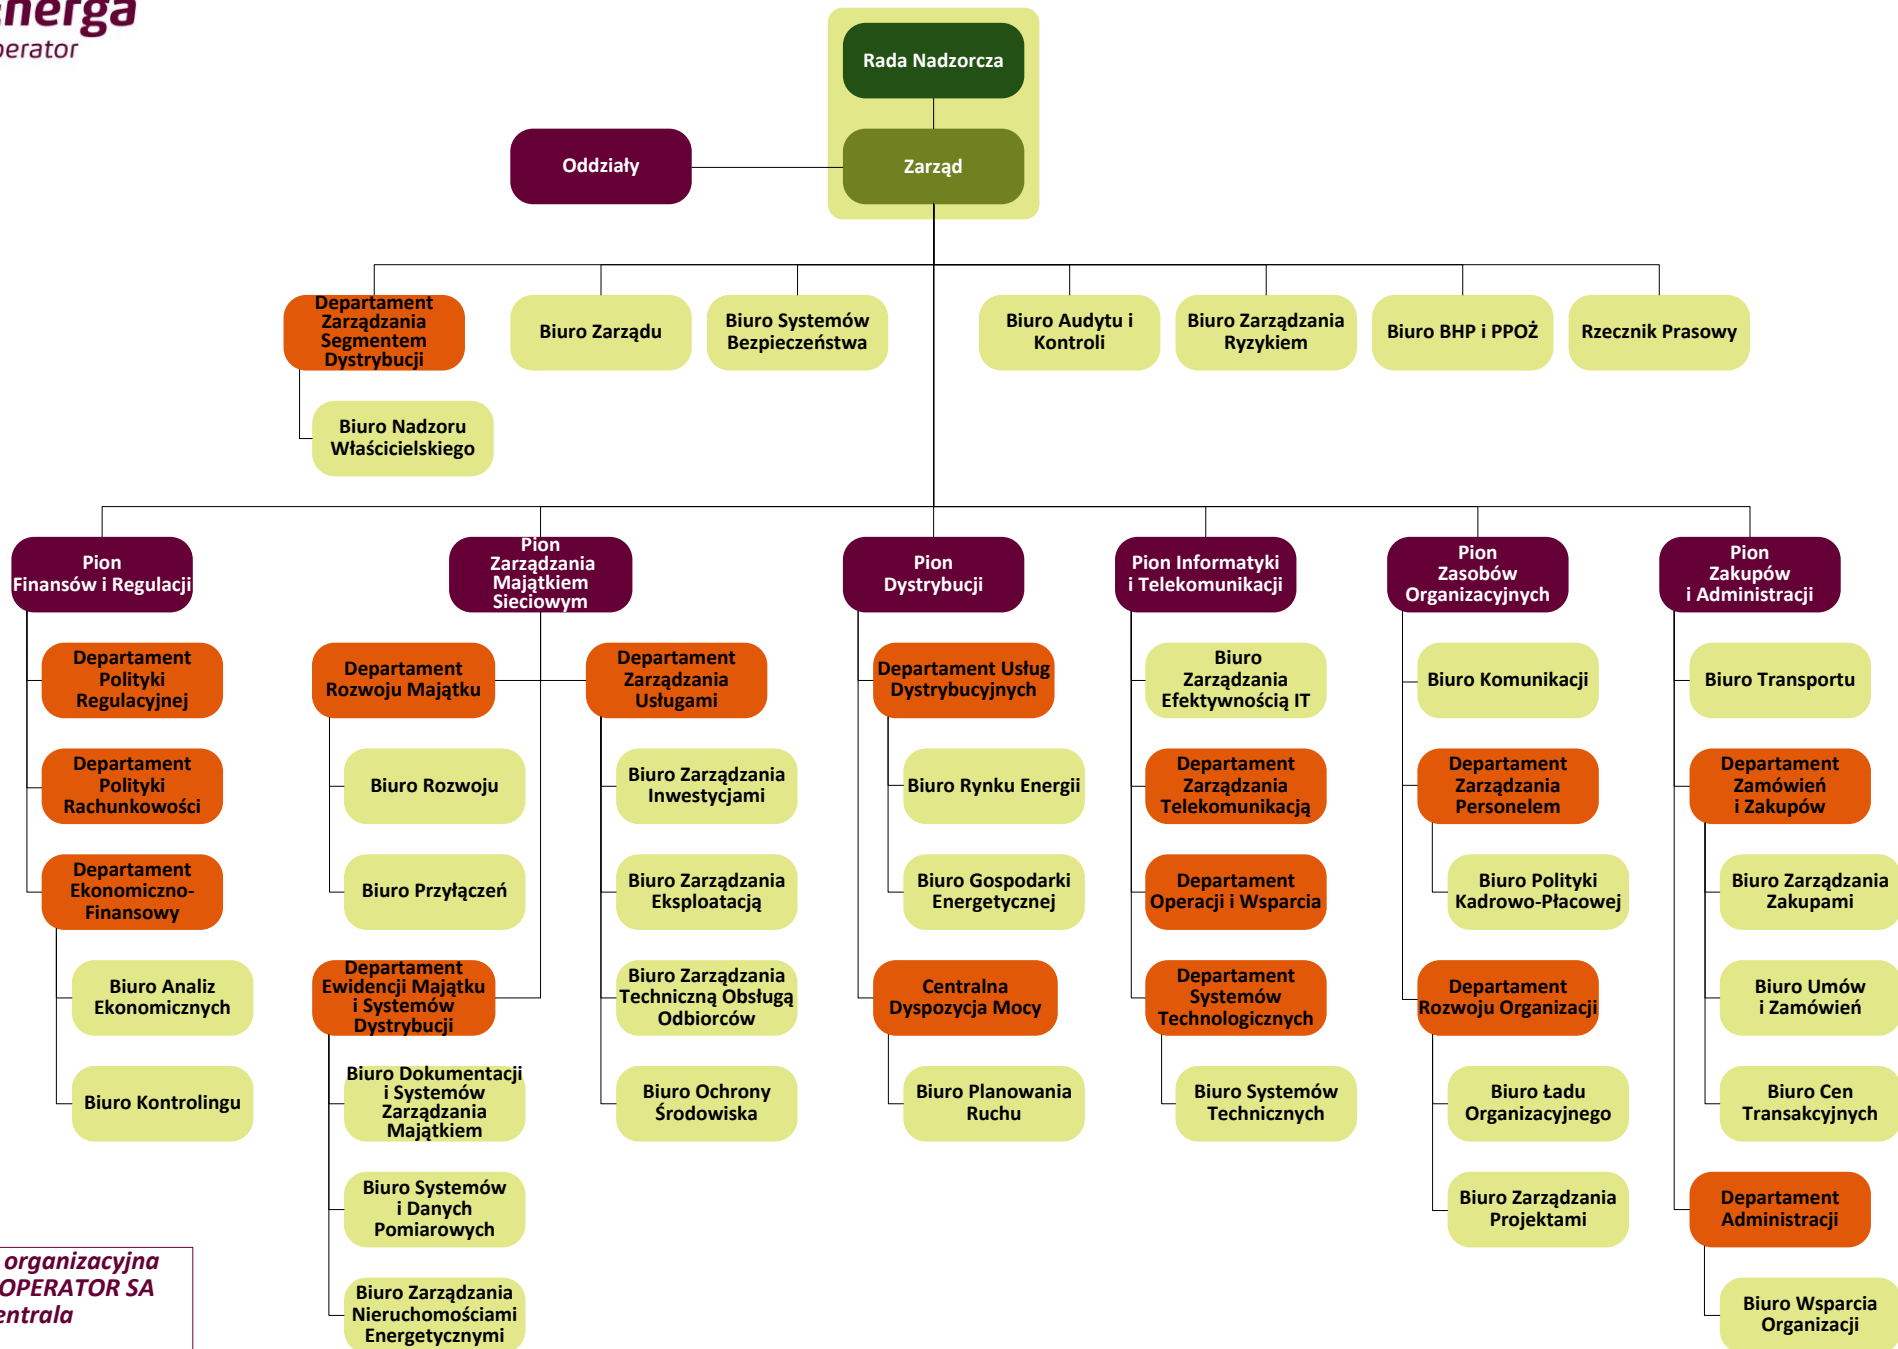 Rada Nadzorcza
Oddziały
Zarząd
Departament
Zarządzania
Segmentem
Dystrybucji
Biuro Zarządu
Biuro Systemów
Bezpieczeństwa
Biuro Audytu i
Kontroli
Biuro Zarządzania
Ryzykiem
Biuro BHP i PPOŻ
Rzecznik Prasowy
Biuro Nadzoru
Właścicielskiego
Pion
Finansów i Regulacji
Pion
Zarządzania
Majątkiem
Sieciowym
Pion
Dystrybucji
Pion Informatyki
i Telekomunikacji
Pion
Zasobów
Organizacyjnych
Pion
Zakupów
i Administracji
Departament
Polityki
Regulacyjnej
Departament
Rozwoju Majątku
Departament
Zarządzania
Usługami
Departament Usług
Dystrybucyjnych
Biuro
Zarządzania
Efektywnością IT
Biuro Komunikacji
Biuro Transportu
Departament
Polityki
Rachunkowości
Biuro Rozwoju
Biuro Zarządzania
Inwestycjami
Biuro Rynku Energii
Departament
Zarządzania
Telekomunikacją
Departament
Zarządzania
Personelem
Departament
Zamówień
i Zakupów
Departament
Ekonomiczno-
Finansowy
Biuro Przyłączeń
Biuro Zarządzania
Eksploatacją
Biuro Gospodarki
Energetycznej
Departament
Operacji i Wsparcia
Biuro Polityki
Kadrowo-Płacowej
Biuro Zarządzania
Zakupami
Biuro Analiz
Ekonomicznych
Departament
Ewidencji Majątku
i Systemów
Dystrybucji
Biuro Zarządzania
Techniczną Obsługą
Odbiorców
Centralna
Dyspozycja Mocy
Departament
Systemów
Technologicznych
Departament
Rozwoju Organizacji
Biuro Umów
i Zamówień
Biuro Kontrolingu
Biuro Dokumentacji
i Systemów
Zarządzania
Majątkiem
Biuro Ochrony
Środowiska
Biuro Planowania
Ruchu
Biuro Systemów
Technicznych
Biuro Ładu
Organizacyjnego
Biuro Cen
Transakcyjnych
Biuro Systemów
i Danych
Pomiarowych
Biuro Zarządzania
Projektami
Departament
Administracji
organizacyjna
OPERATOR SA
Biuro Zarządzania
Nieruchomościami
Energetycznymi
Biuro Wsparcia
Organizacji